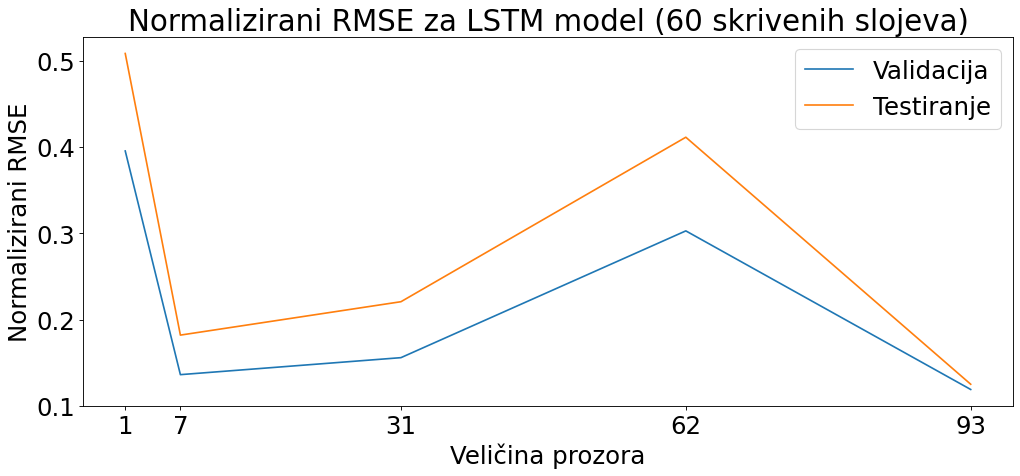 Normalizirani RMSE za LSTM model (60 skrivenih slojeva)
Normalizirani RMSE
0.5
0.4
0.3
0.2
0.1
Validacija
Testiranje
1 7 31 62 93
Veličina prozora